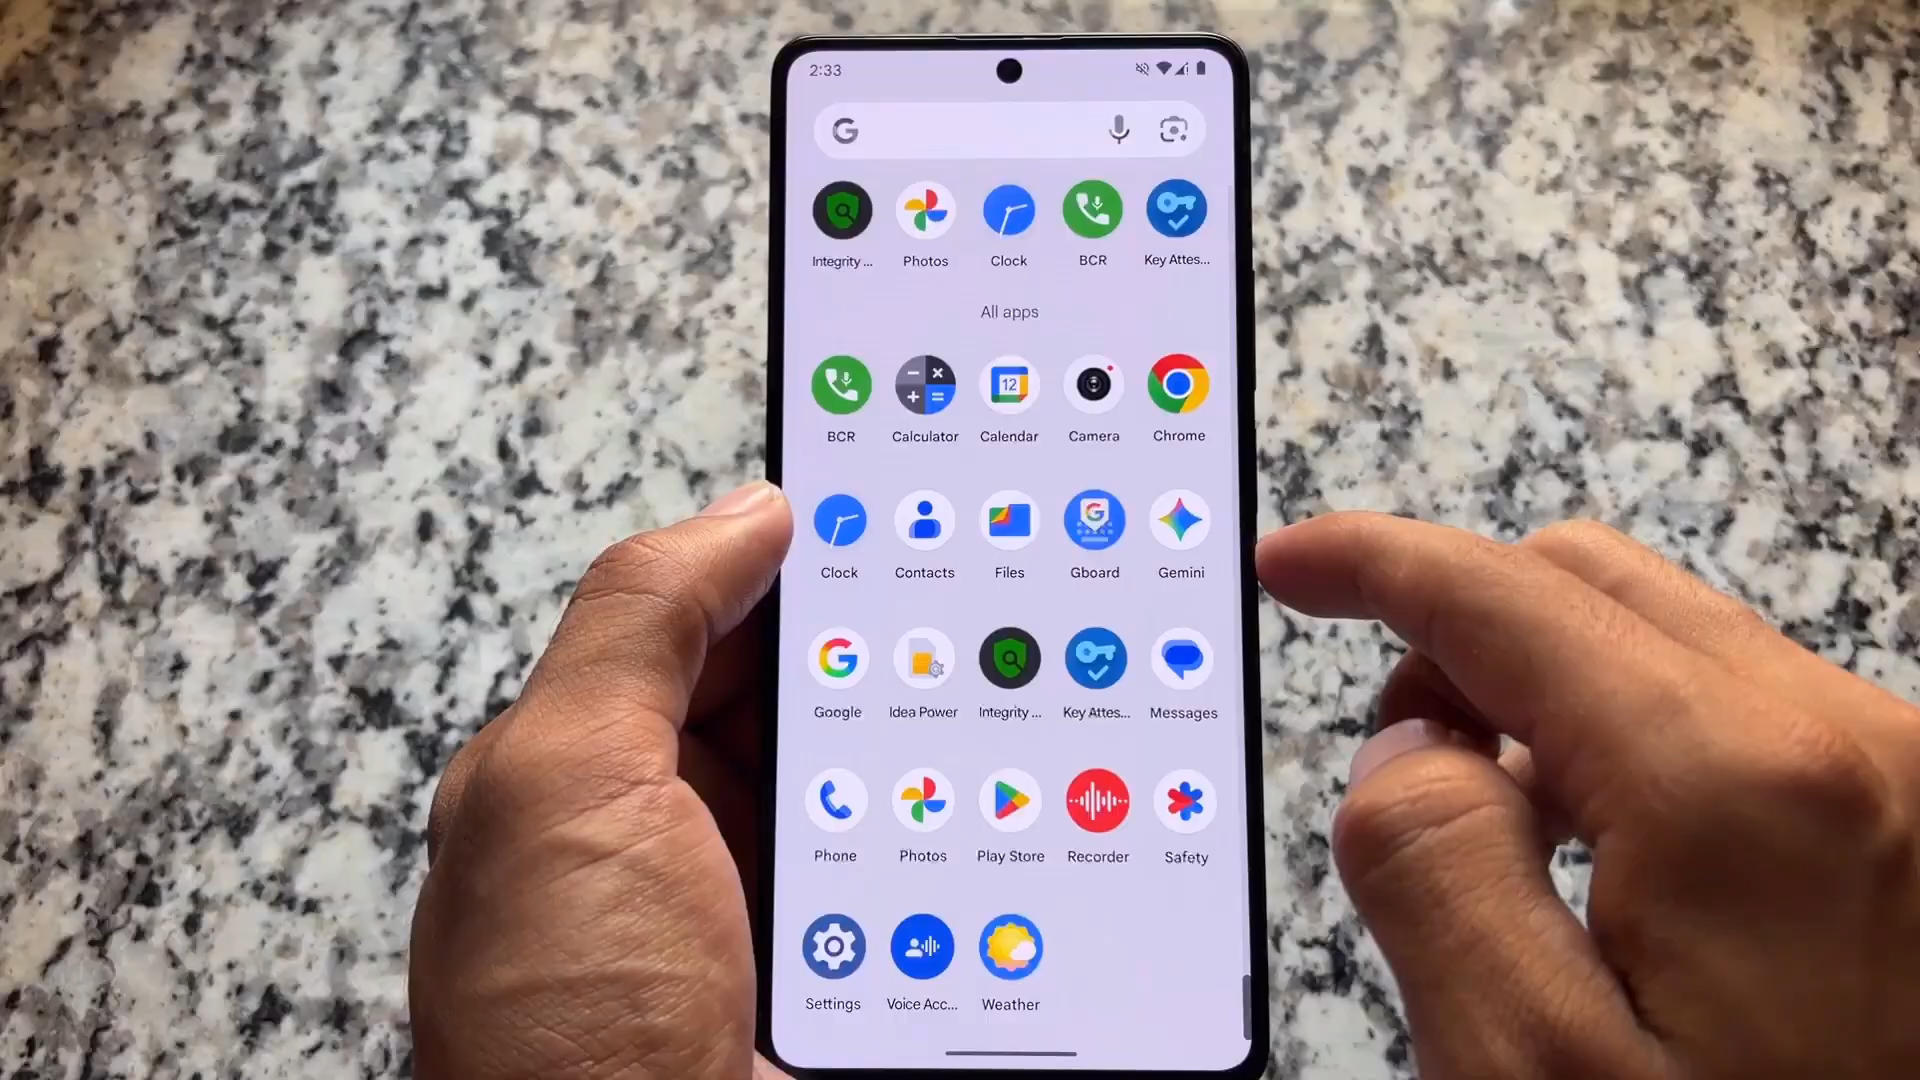 2:33
Integrity ... Photos Clock BCR Key Attes...
All apps
BCR Calculator Calendar Camera Chrome
Clock Contacts Files Gboard Gemini
Google Idea Power Integrity ... Key Attes... Messages
Phone Photos Play Store Recorder Safety
Settings Voice Acc... Weather